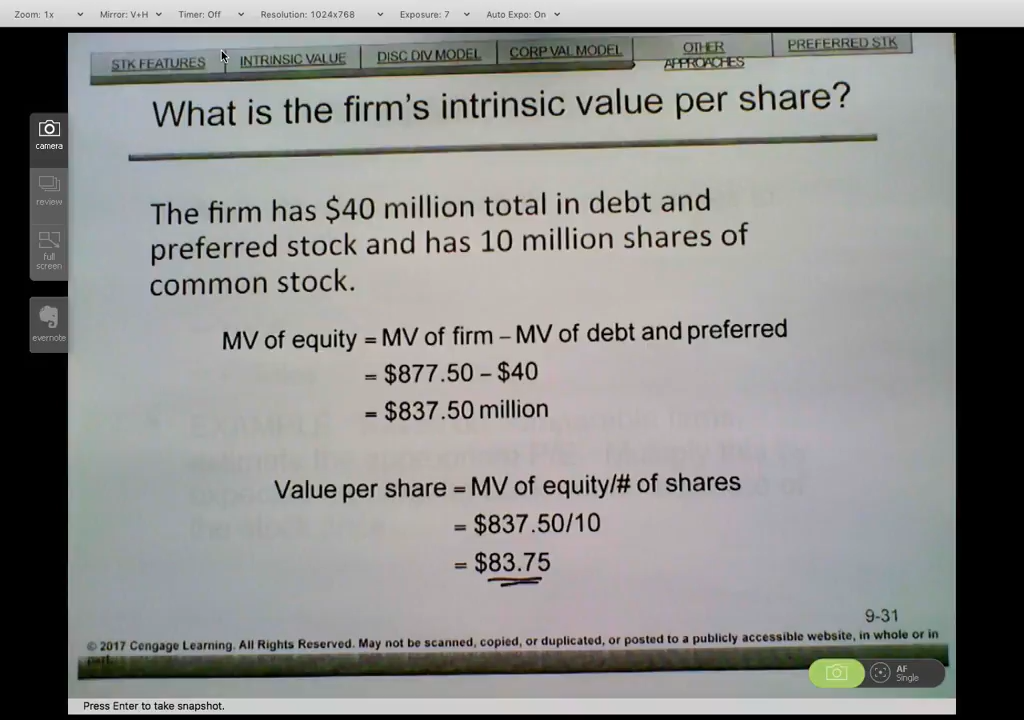 Zoom: 1x Mirror: V+H Timer: Off Resolution: 1024x768 Exposure: 7 Auto Expo: On
STK FEATURES INTRINSIC VALUE DISC DIV MODEL CORP VAL MODEL OTHER APPROACHES PREFERRED STK
What is the firm's intrinsic value per share?
camera
review
full
screen
evernote
The firm has $40 million total in debt and
preferred stock and has 10 million shares of
common stock.
MV of equity = MV of firm – MV of debt and preferred
= $877.50 – $40
= $837.50 million
Value per share = MV of equity/# of shares
= $837.50/10
= $83.75
9-31
© 2017 Cengage Learning. All Rights Reserved. May not be scanned, copied, or duplicated, or posted to a publicly accessible website, in whole or in
part.
AF
Single
Press Enter to take snapshot.